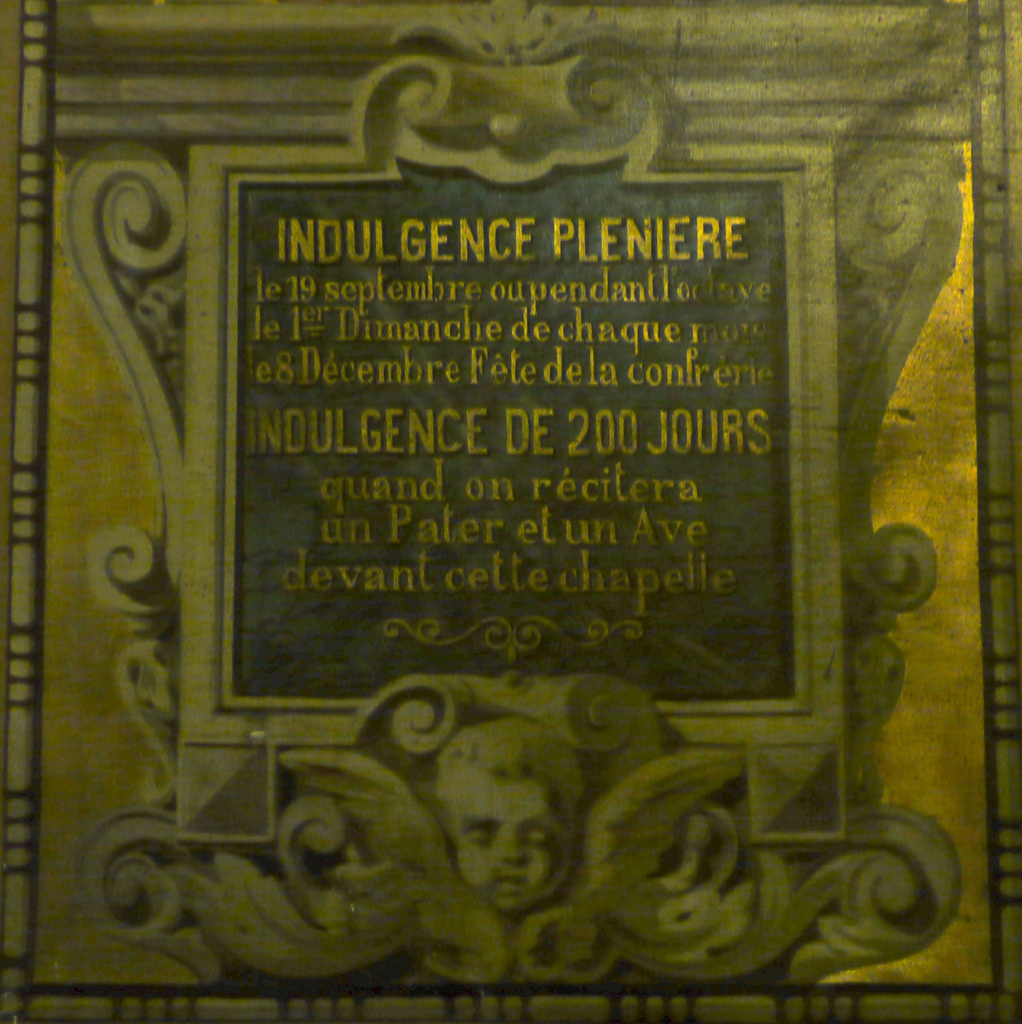 INDULGENCE PLENIERE
le 19 septembre ou pendant l'octave
le 1er Dimanche de chaque mois
le 8 Décembre Fête de la confrérie
INDULGENCE DE 200 JOURS
quand on récitera
un Pater et un Ave
devant cette chapelle